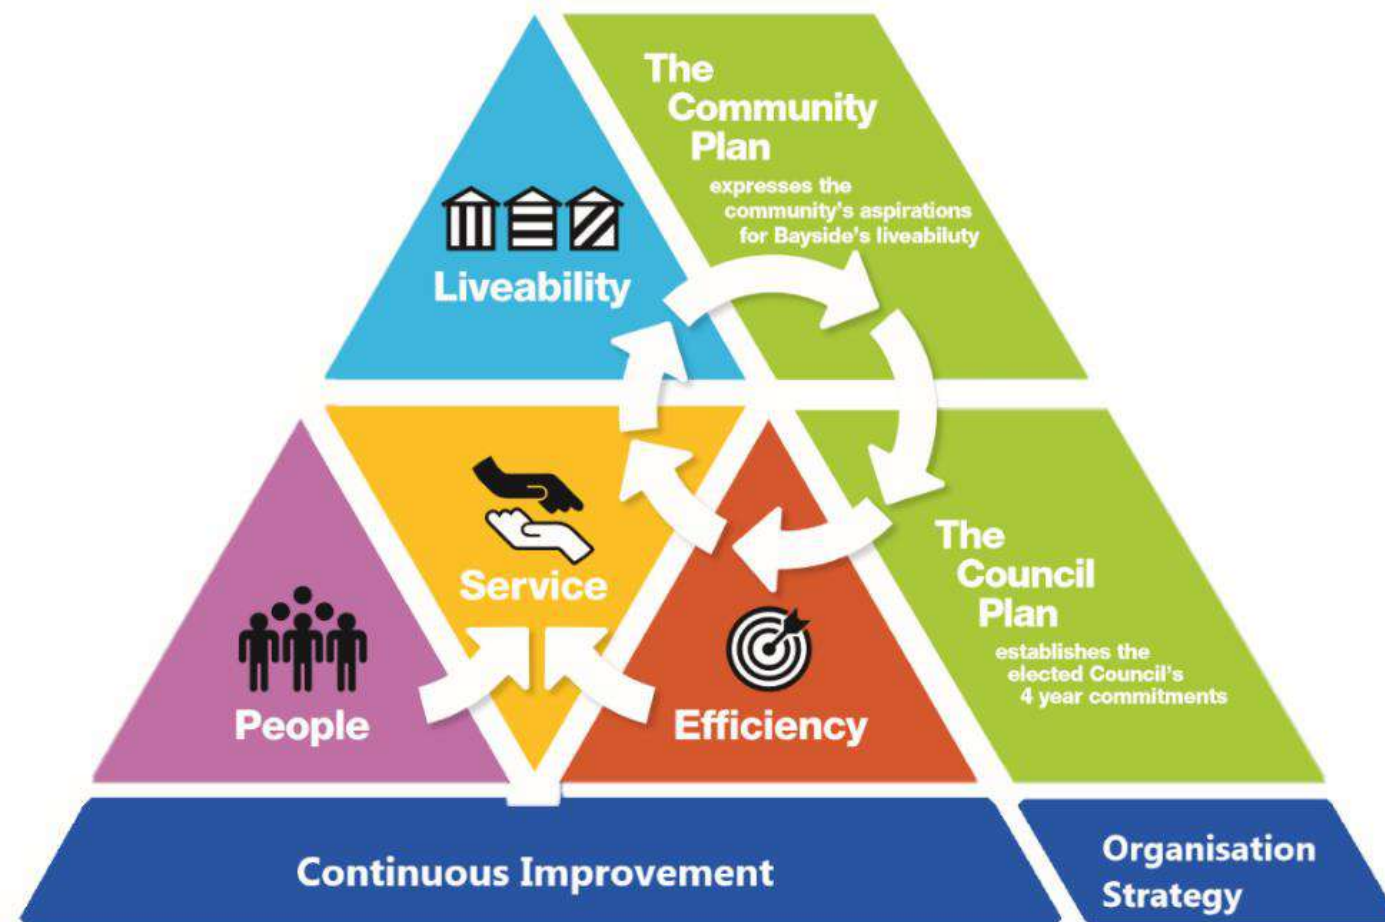 The
Community
Plan
expresses the
community's aspirations
for Bayside's liveabiluty
Liveability
The
Council
Plan
establishes the
elected Council's
4 year commitments
Service
People
Efficiency
Continuous Improvement
Organisation
Strategy